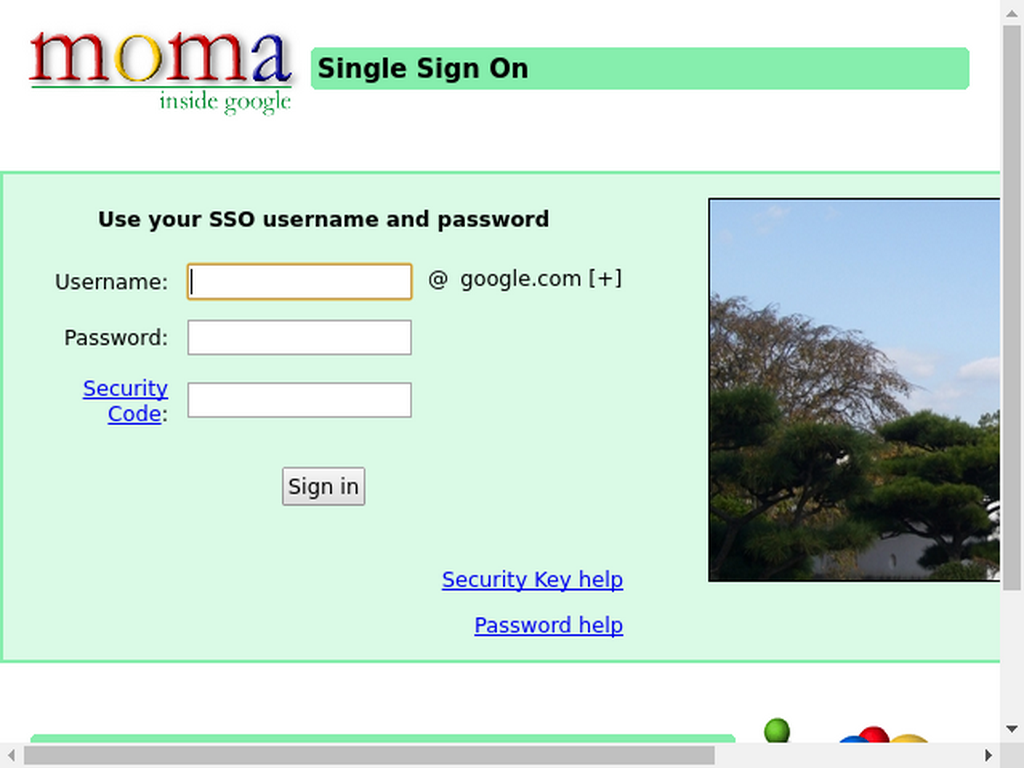 moma
inside google
Single Sign On
Use your SSO username and password
Username:
@ google.com [+]
Password:
Security
Code:
Sign in
Security Key help
Password help